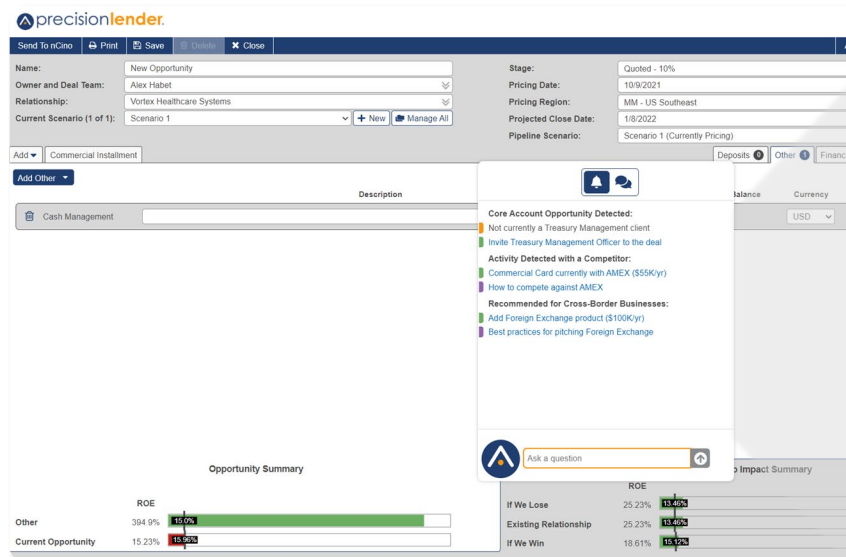 precisionlender.
Send To nCino Print Save Delete Close
Name: New Opportunity
Owner and Deal Team: Alex Habet
Relationship: Vortex Healthcare Systems
Current Scenario (1 of 1): Scenario 1 + New Manage All
Stage: Quoted - 10%
Pricing Date: 10/9/2021
Pricing Region: MM - US Southeast
Projected Close Date: 1/8/2022
Pipeline Scenario: Scenario 1 (Currently Pricing)
Add Commercial Installment Deposits 0 Other 1 Financ
Add Other
Description Balance Currency
Cash Management USD
Core Account Opportunity Detected:
Not currently a Treasury Management client
Invite Treasury Management Officer to the deal
Activity Detected with a Competitor:
Commercial Card currently with AMEX ($55K/yr)
How to compete against AMEX
Recommended for Cross-Border Businesses:
Add Foreign Exchange product ($100K/yr)
Best practices for pitching Foreign Exchange
Ask a question
Opportunity Summary
ROE
Other 394.9% 15.0%
Current Opportunity 15.23% 15.96%
Impact Summary
ROE
If We Lose 25.23% 13.46%
Existing Relationship 25.23% 13.46%
If We Win 18.61% 15.12%